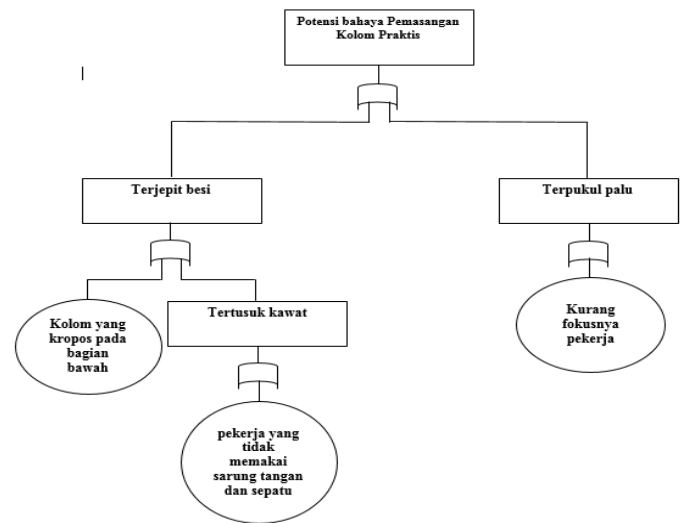 Potensi bahaya Pemasangan
Kolom Praktis
Terjepit besi
Terpukul palu
Kolom yang
kropos pada
bagian
bawah
Tertusuk kawat
Kurang
fokusnya
pekerja
pekerja yang
tidak
memakai
sarung tangan
dan sepatu